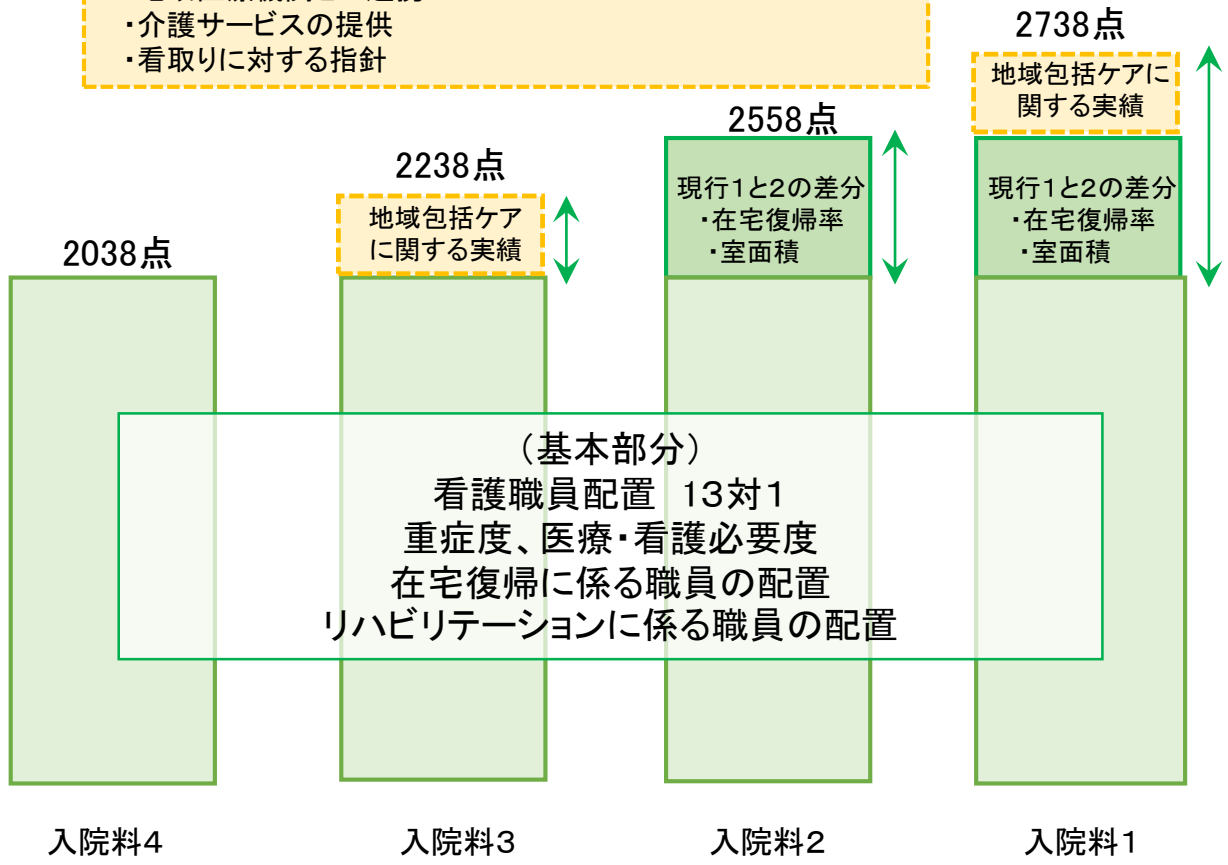 ・介護サービスの提供
・看取りに対する指針
2738点
地域包括ケアに
関する実績
2558点
現行1と2の差分
・在宅復帰率
・室面積
現行1と2の差分
・在宅復帰率
・室面積
2238点
地域包括ケア
に関する実績
2038点
(基本部分)
看護職員配置 13対1
重症度、医療・看護必要度
在宅復帰に係る職員の配置
リハビリテーションに係る職員の配置
入院料4
入院料3
入院料2
入院料1